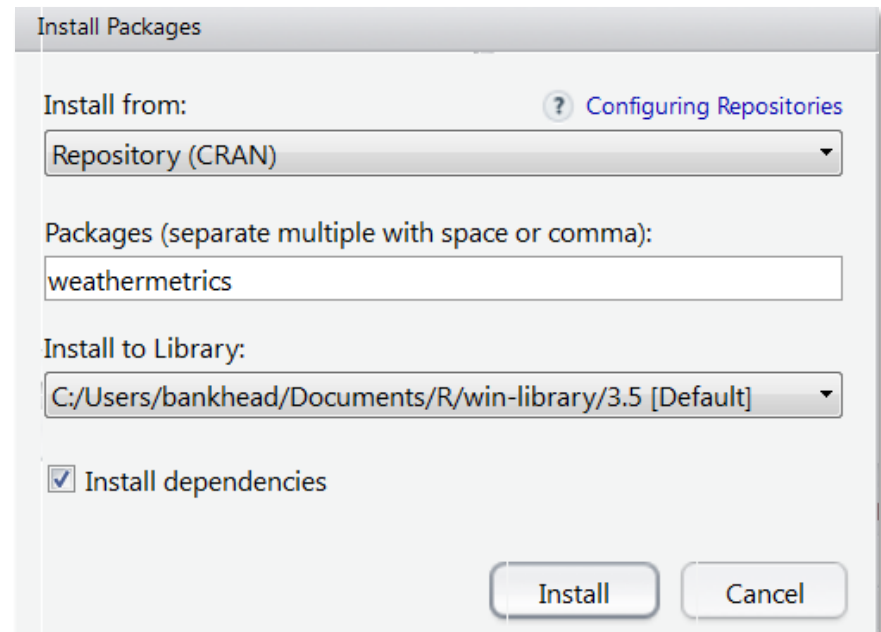 Install Packages
Install from:
? Configuring Repositories
Repository (CRAN)
Packages (separate multiple with space or comma):
weathermetrics
Install to Library:
C:/Users/bankhead/Documents/R/win-library/3.5 [Default]
Install dependencies
Install
Cancel